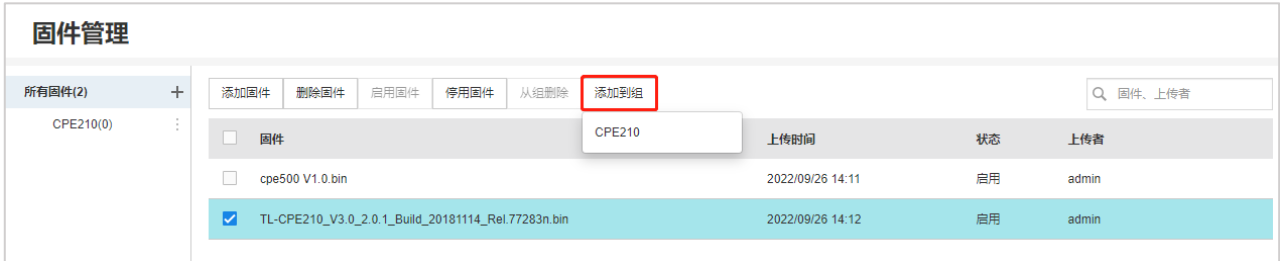 固件管理
所有固件(2) +
CPE210(0)
添加固件 删除固件 启用固件 停用固件 从组删除 添加到组
固件、上传者
CPE210
固件 上传时间 状态 上传者
cpe500 V1.0.bin 2022/09/26 14:11 启用 admin
TL-CPE210_V3.0_2.0.1_Build_20181114_Rel.77283n.bin 2022/09/26 14:12 启用 admin